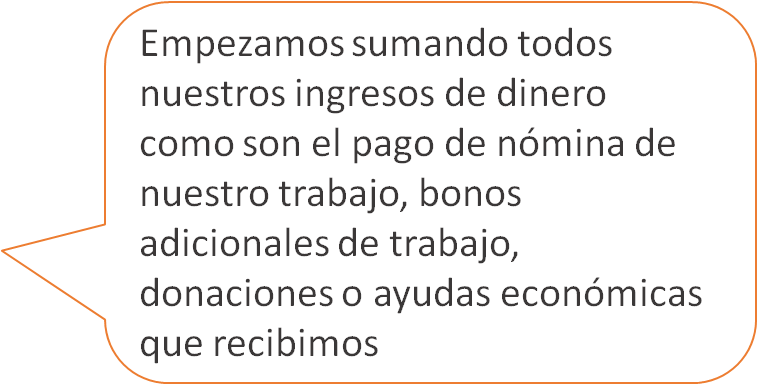 Empezamos sumando todos
nuestros ingresos de dinero
como son el pago de nómina de
nuestro trabajo, bonos
adicionales de trabajo,
donaciones o ayudas económicas
que recibimos